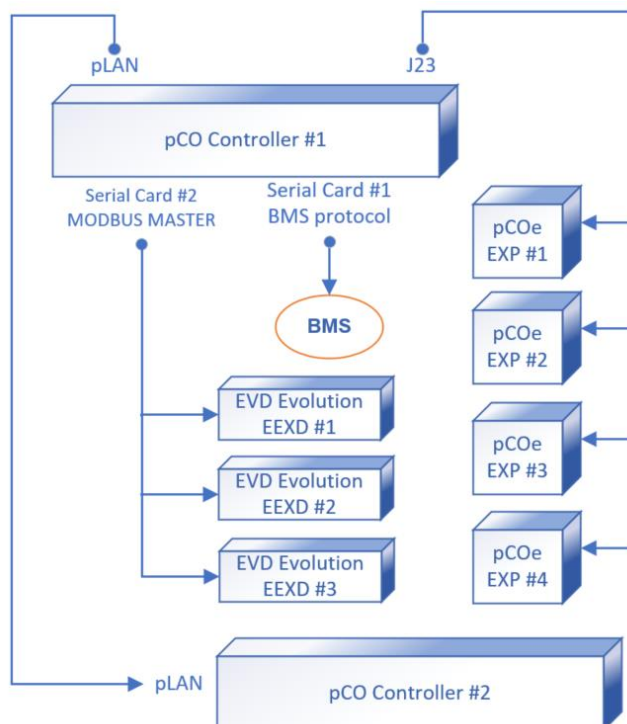 pLAN
J23
pCO Controller #1
Serial Card #2
MODBUS MASTER
Serial Card #1
BMS protocol
pCOe
EXP #1
BMS
pCOe
EXP #2
EVD Evolution
EEXD #1
pCOe
EXP #3
EVD Evolution
EEXD #2
EVD Evolution
EEXD #3
pCOe
EXP #4
pLAN
pCO Controller #2